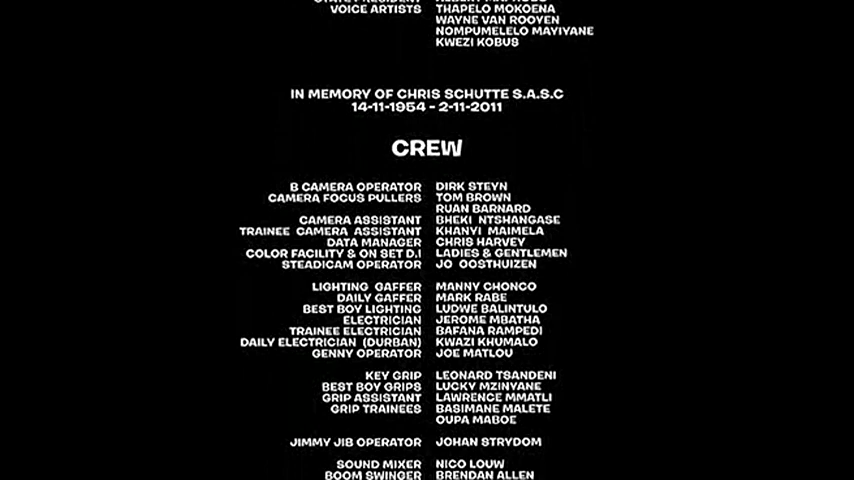 VOICE ARTISTS THAPELO MOKOENA
WAYNE VAN ROOYEN
NOMPUMELELO MAYIYANE
KWEZI KOBUS
IN MEMORY OF CHRIS SCHUTTE S.A.S.C
14-11-1954 - 2-11-2011
CREW
B CAMERA OPERATOR DIRK STEYN
CAMERA FOCUS PULLERS TOM BROWN
RUAN BARNARD
CAMERA ASSISTANT BHEKI NTSHANGASE
TRAINEE CAMERA ASSISTANT KHANYI MAIMELA
DATA MANAGER CHRIS HARVEY
COLOR FACILITY & ON SET D.I LADIES & GENTLEMEN
STEADICAM OPERATOR JO OOSTHUIZEN
LIGHTING GAFFER MANNY CHONCO
DAILY GAFFER MARK RABE
BEST BOY LIGHTING LUDWE BALINTULO
ELECTRICIAN JEROME MBATHA
TRAINEE ELECTRICIAN BAFANA RAMPEDI
DAILY ELECTRICIAN (DURBAN) KWAZI KHUMALO
GENNY OPERATOR JOE MATLOU
KEY GRIP LEONARD TSANDENI
BEST BOY GRIPS LUCKY MZINYANE
GRIP ASSISTANT LAWRENCE MMATLI
GRIP TRAINEES BASIMANE MALETE
OUPA MABOE
JIMMY JIB OPERATOR JOHAN STRYDOM
SOUND MIXER NICO LOUW
BOOM SWINGER BRENDAN ALLEN